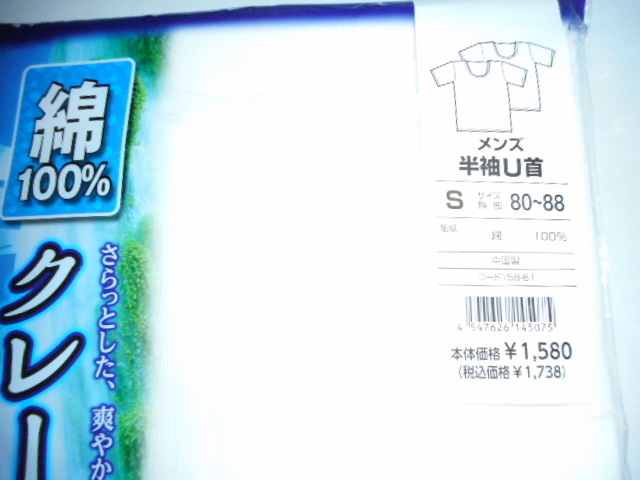 綿
100%
クレー
さらっとした、爽やか
メンズ
半袖U首
S サイズ 胸囲 80~88
組成 綿 100%
中国製
コード158-61
4 547626 145075
本体価格 ¥1,580
(税込価格 ¥1,738)